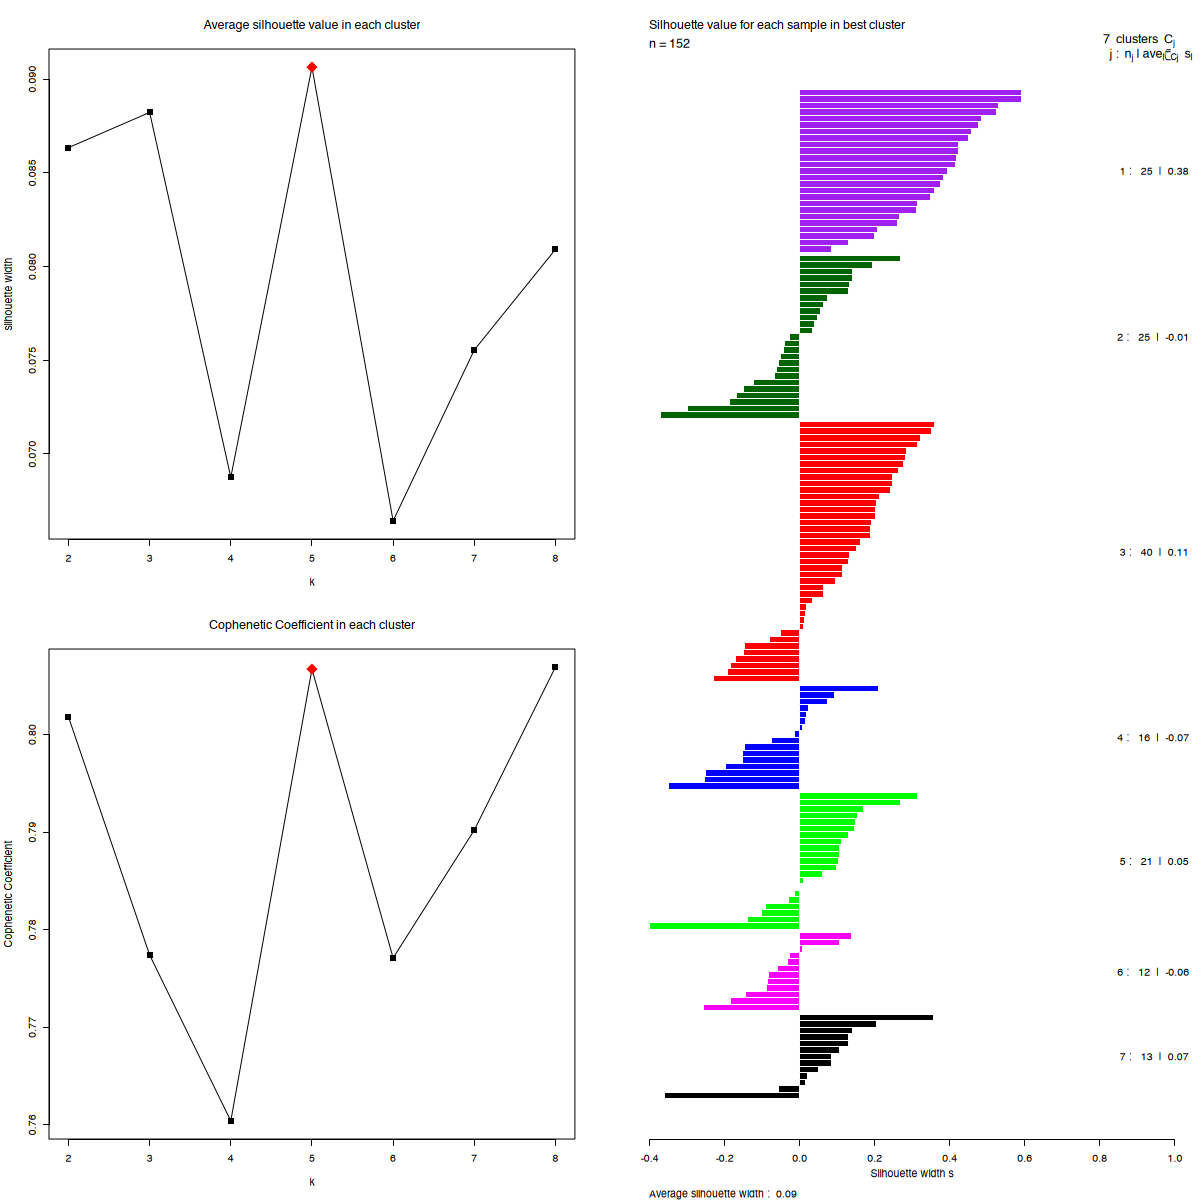 Average silhouette value in each cluster
0.090
0.085
0.080
0.075
0.070
silhouette width
2 3 4 5 6 7 8
k
Cophenetic Coefficient in each cluster
0.80
0.79
0.78
0.77
0.76
Cophenetic Coefficient
2 3 4 5 6 7 8
k
Silhouette value for each sample in best cluster
n = 152
7 clusters Cj
j : nj | avei∈Cj si
1 : 25 | 0.38
2 : 25 | -0.01
3 : 40 | 0.11
4 : 16 | -0.07
5 : 21 | 0.05
6 : 12 | -0.06
7 : 13 | 0.07
-0.4 -0.2 0.0 0.2 0.4 0.6 0.8 1.0
Silhouette width s
Average silhouette width : 0.09